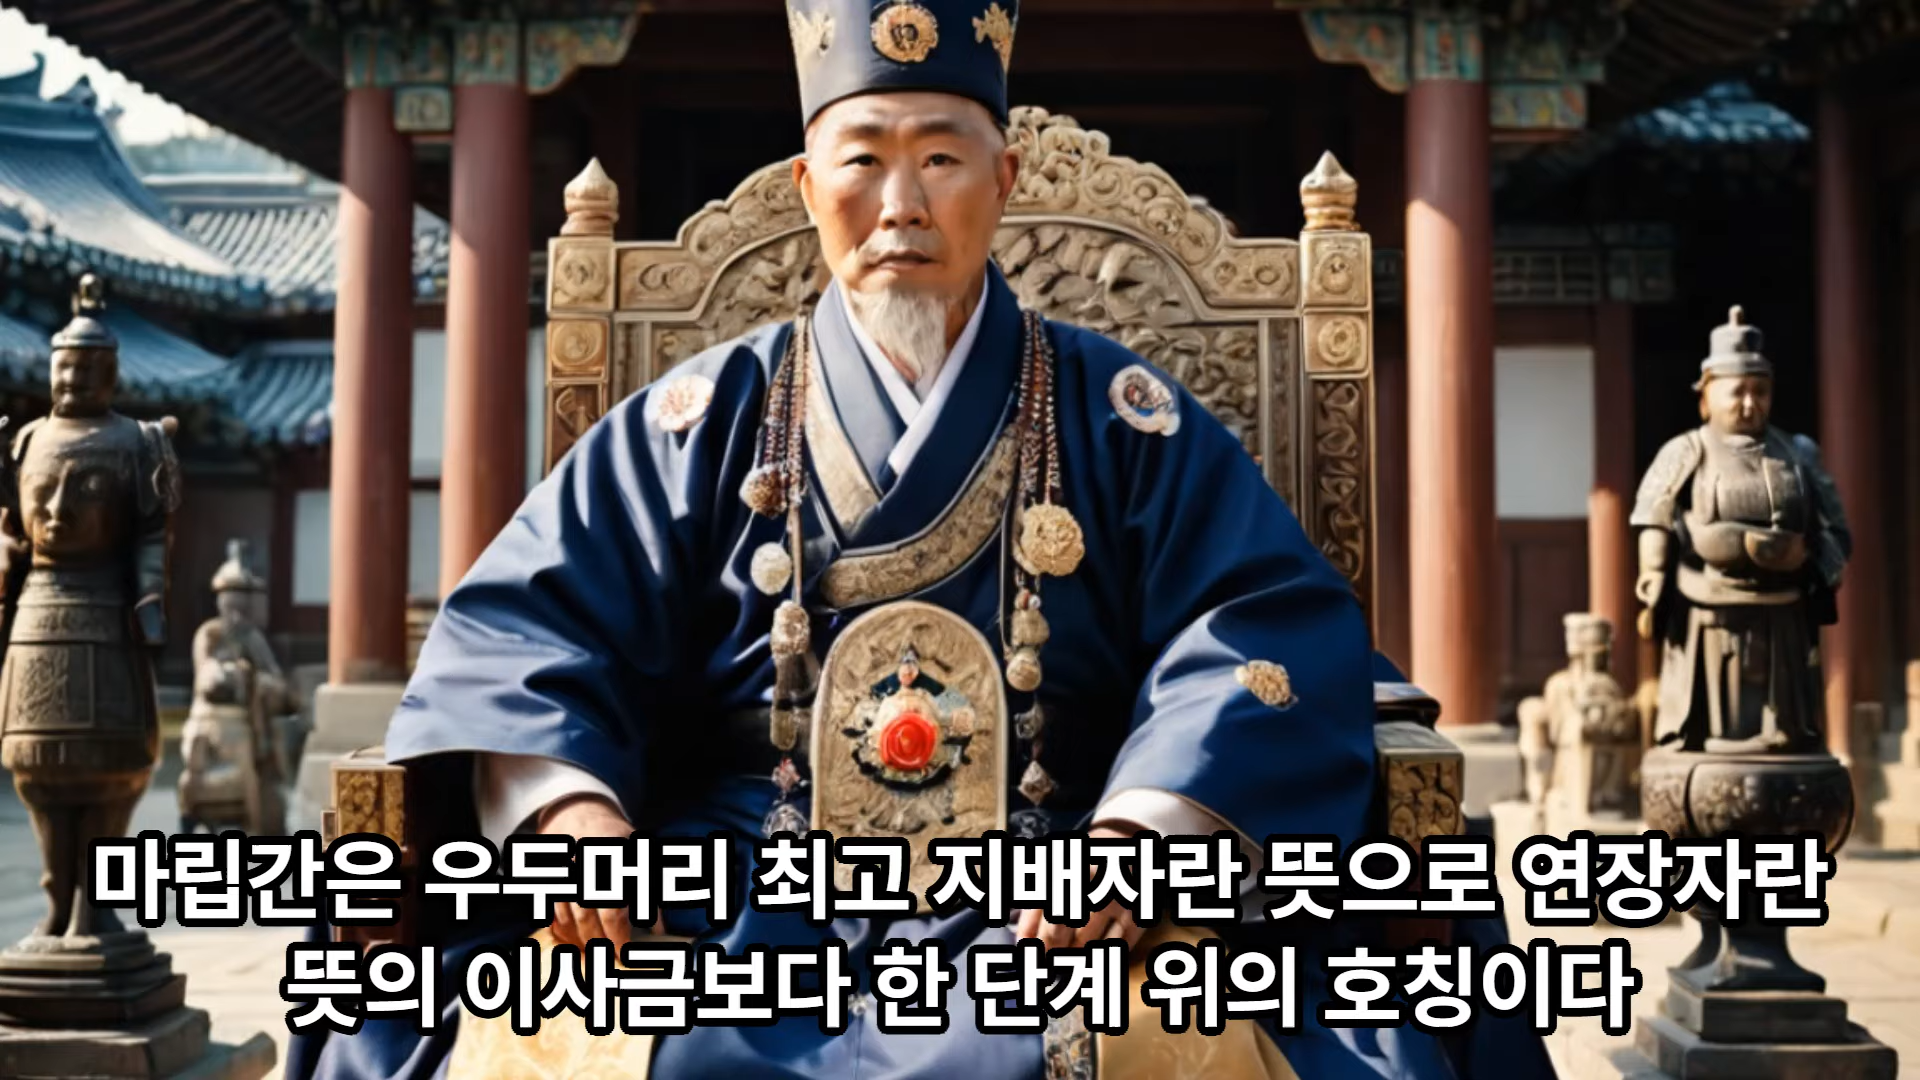 마립간은 우두머리 최고 지배자란 뜻으로 연장자란
뜻의 이사금보다 한 단계 위의 호칭이다